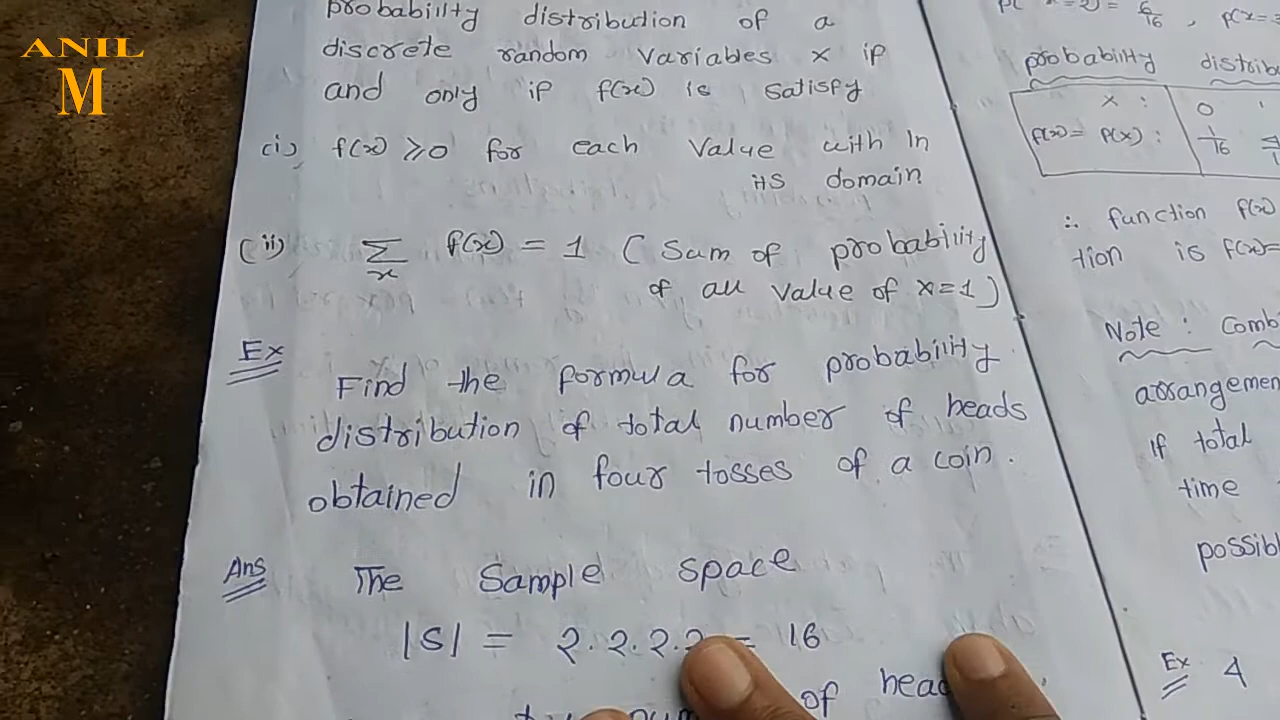 ANIL
M
probability distribution of a
discrete random variables x if
and only if f(x) is satisfy
(i) f(x) ⩾ 0 for each value with in
its domain
(ii) Σ f(x) = 1 ( sum of probability
x
of all value of x=1 )
Ex
Find the formula for probability
distribution of total number of heads
obtained in four tosses of a coin.
Ans
The Sample space
|S| = 2.2.2.2 = 16
of head
probability distrib
x : 0
f(x) = P(x) : 1/16
∴ function f(x)
tion is f(x)=
Note : Comb
arrangemen
if total
time
possibl
Ex 4